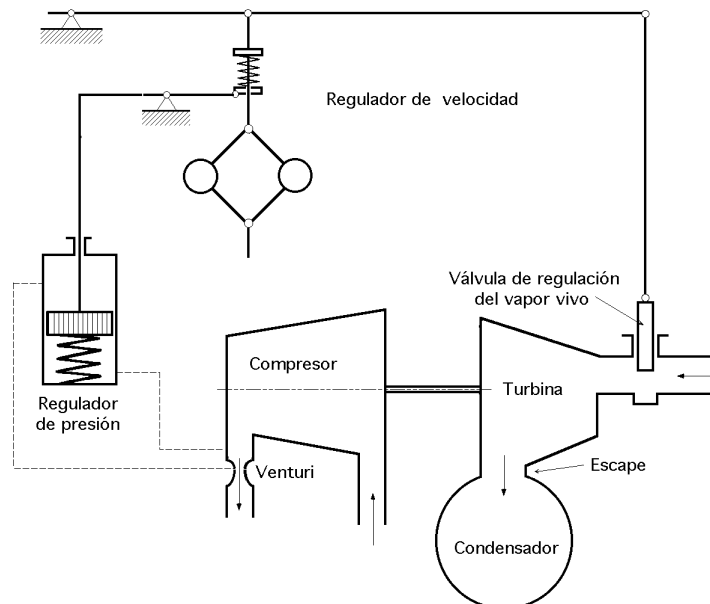 Regulador de velocidad
Válvula de regulación
del vapor vivo
Compresor
Turbina
Regulador
de presión
Venturi
Escape
Condensador